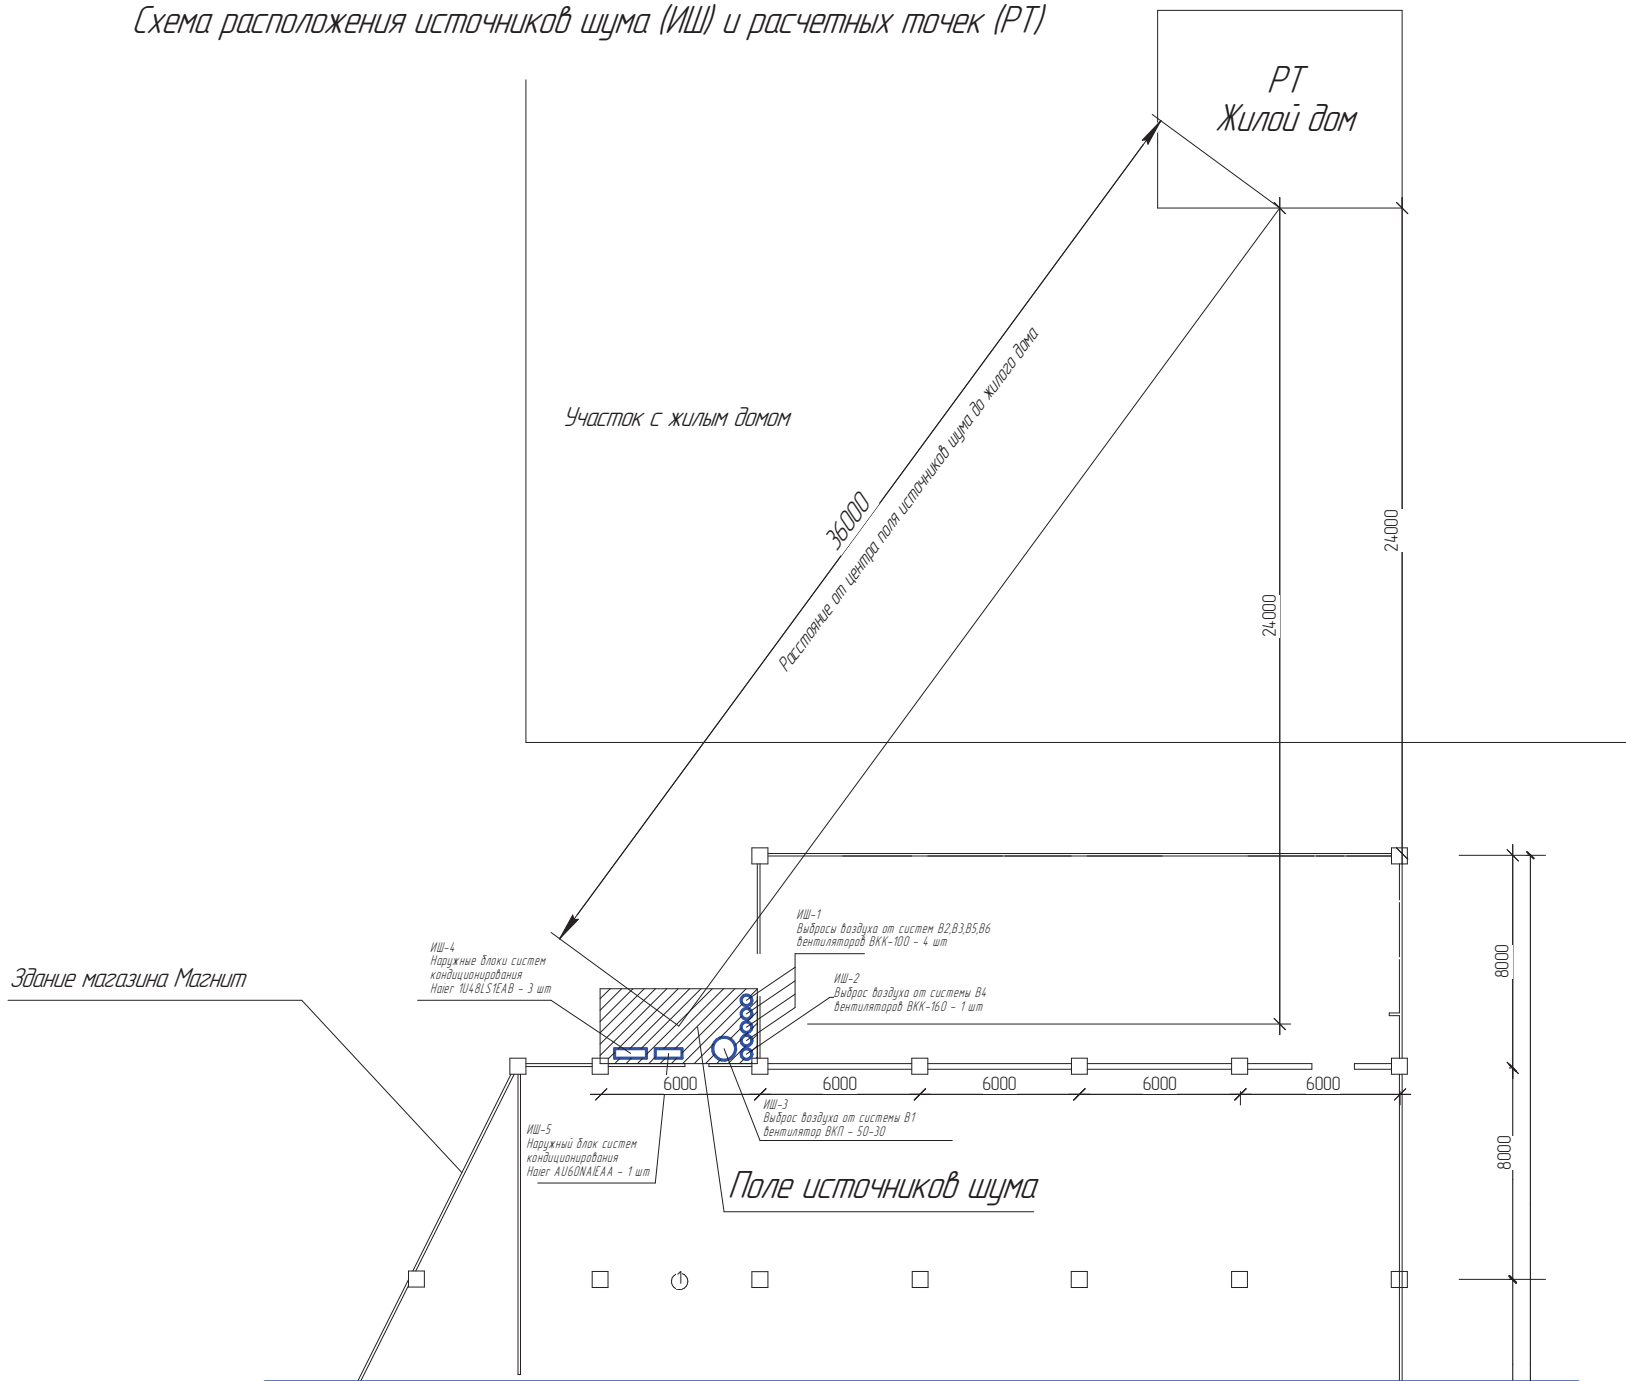 Схема расположения источников шума (ИШ) и расчетных точек (РТ)
РТ
Жилой дом
Участок с жилым домом
36000
Расстояние от центра поля источников шума до жилого дома
24000
24000
ИШ-1
Выбросы воздуха от систем В2,В3,В5,В6
вентиляторов ВКК-100 - 4 шт
ИШ-4
Наружные блоки систем
кондиционирования
Haier 1U48LS1EAB - 3 шт
ИШ-2
Выброс воздуха от системы В4
вентиляторов ВКК-160 - 1 шт
Здание магазина Магнит
8000
6000
6000
6000
6000
6000
ИШ-3
Выброс воздуха от системы В1
вентилятор ВКП - 50-30
ИШ-5
Наружный блок систем
кондиционирования
Haier AU60NAIEAA - 1 шт
8000
Поле источников шума
1